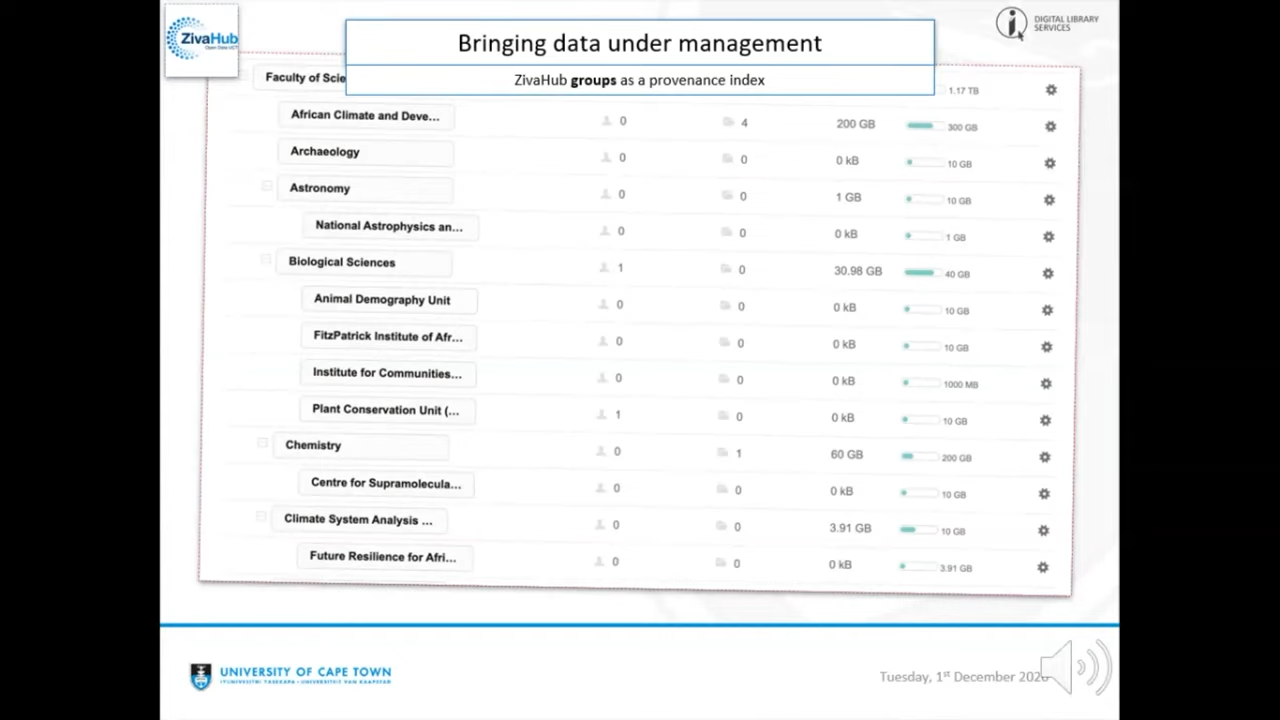 ZivaHub
Open Data UCT
Bringing data under management
ZivaHub groups as a provenance index
DIGITAL LIBRARY
SERVICES
Faculty of Scie 1.17 TB
African Climate and Deve... 0 4 200 GB 300 GB
Archaeology 0 0 0 kB 10 GB
Astronomy 0 0 1 GB 10 GB
National Astrophysics an... 0 0 0 kB 1 GB
Biological Sciences 1 0 30.98 GB 40 GB
Animal Demography Unit 0 0 0 kB 10 GB
FitzPatrick Institute of Afr... 0 0 0 kB 10 GB
Institute for Communities... 0 0 0 kB 1000 MB
Plant Conservation Unit (... 1 0 0 kB 10 GB
Chemistry 0 1 60 GB 200 GB
Centre for Supramolecula... 0 0 0 kB 10 GB
Climate System Analysis ... 0 0 3.91 GB 10 GB
Future Resilience for Afri... 0 0 0 kB 3.91 GB
UNIVERSITY OF CAPE TOWN
Tuesday, 1st December 2020